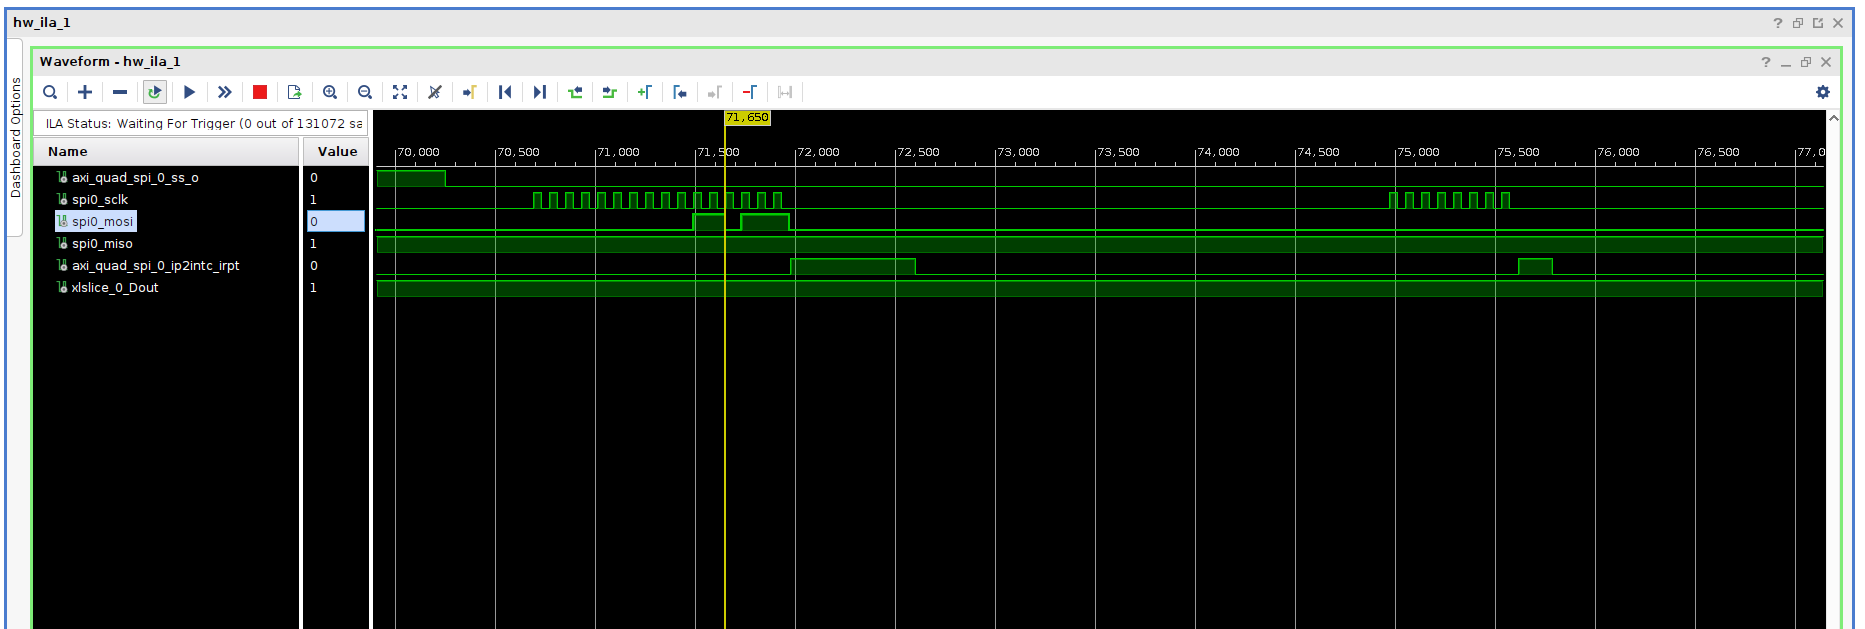 hw_ila_1
Dashboard Options
Waveform - hw_ila_1
ILA Status: Waiting For Trigger (0 out of 131072 sa
71,650
Name Value
70,000 70,500 71,000 71,500 72,000 72,500 73,000 73,500 74,000 74,500 75,000 75,500 76,000 76,500 77,0
axi_quad_spi_0_ss_o 0
spi0_sclk 1
spi0_mosi 0
spi0_miso 1
axi_quad_spi_0_ip2intc_irpt 0
xlslice_0_Dout 1